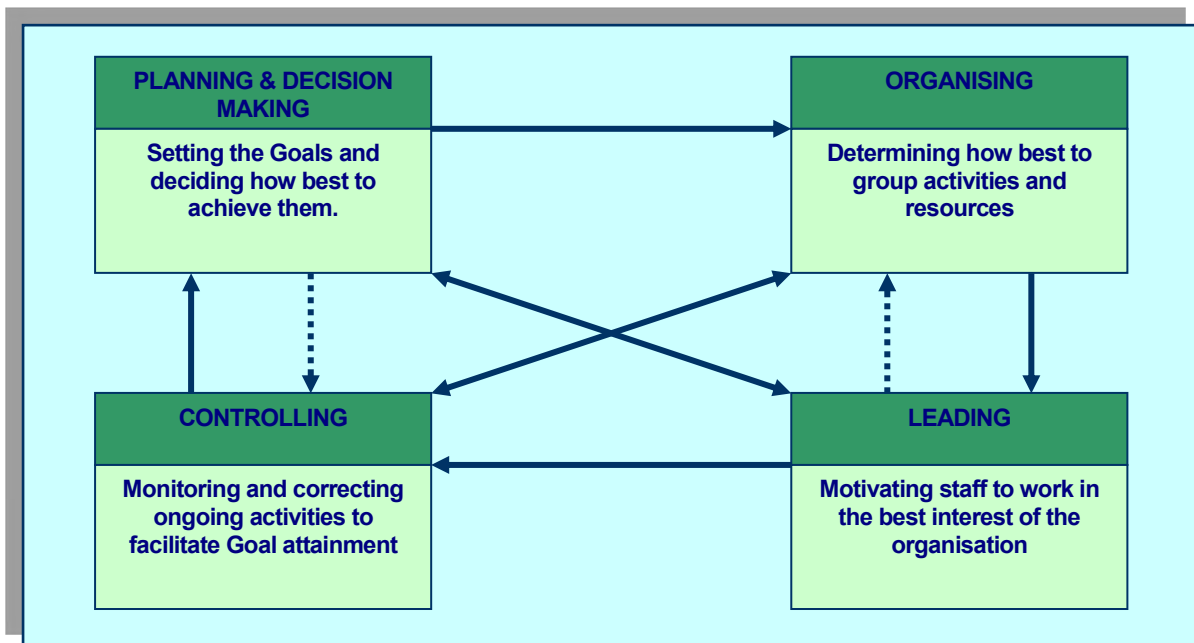 PLANNING & DECISION
MAKING
Setting the Goals and
deciding how best to
achieve them.
ORGANISING
Determining how best to
group activities and
resources
CONTROLLING
Monitoring and correcting
ongoing activities to
facilitate Goal attainment
LEADING
Motivating staff to work in
the best interest of the
organisation